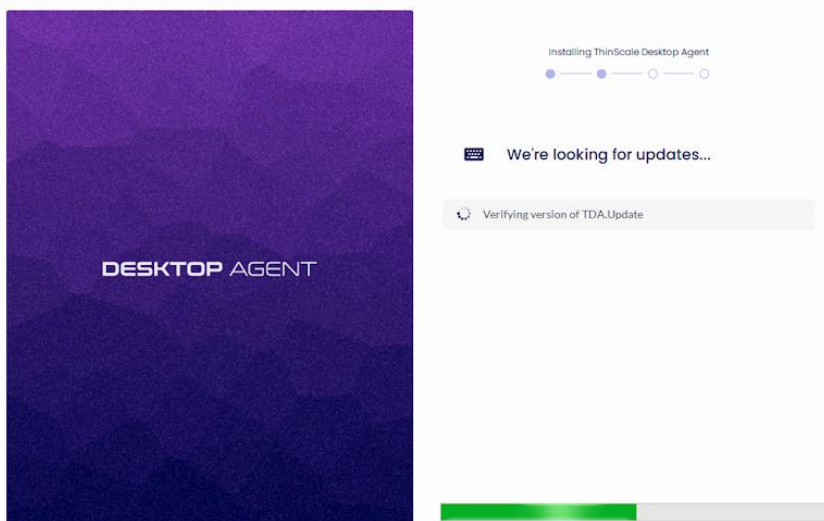 DESKTOP AGENT
Installing ThinScale Desktop Agent
We're looking for updates...
Verifying version of TDA.Update